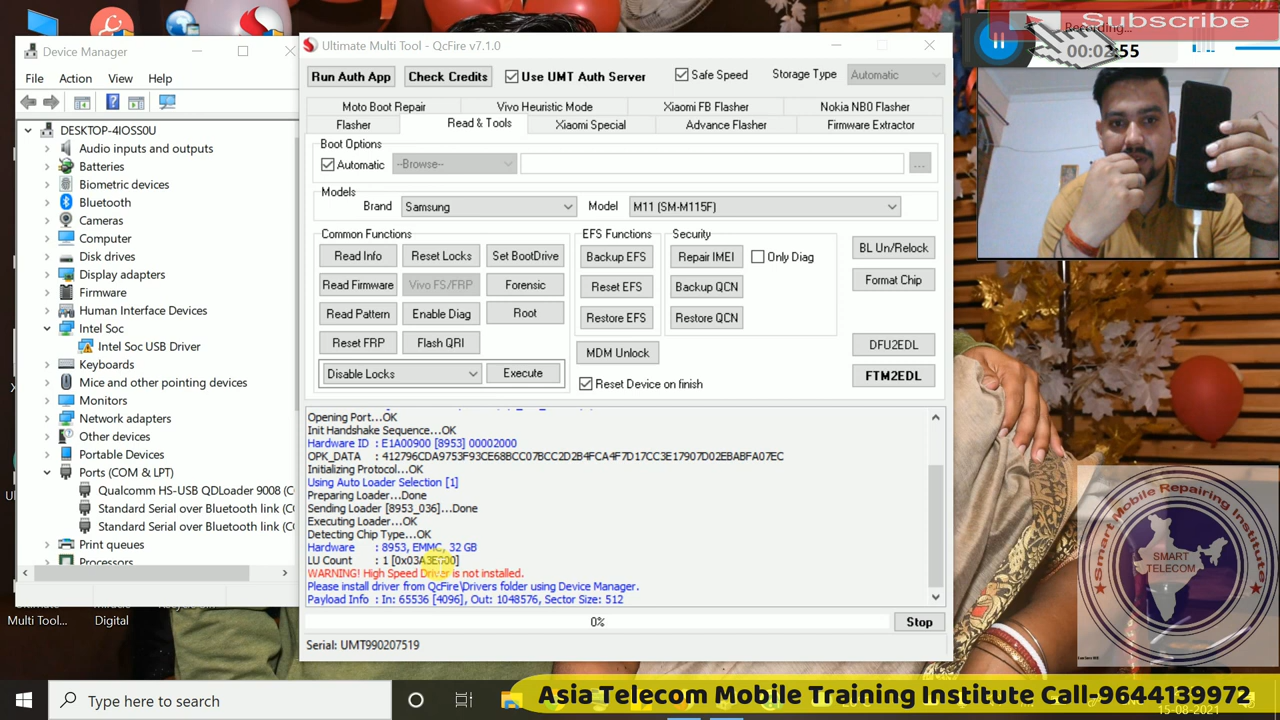 Subscribe
Recording...
00:02:55
Device Manager
File Action View Help
DESKTOP-4IOSS0U
Audio inputs and outputs
Batteries
Biometric devices
Bluetooth
Cameras
Computer
Disk drives
Display adapters
Firmware
Human Interface Devices
Intel Soc
Intel Soc USB Driver
Keyboards
Mice and other pointing devices
Monitors
Network adapters
Other devices
Portable Devices
Ports (COM & LPT)
Qualcomm HS-USB QDLoader 9008 (C
Standard Serial over Bluetooth link (C
Standard Serial over Bluetooth link (C
Print queues
Processors
Ultimate Multi Tool - QcFire v7.1.0
Run Auth App Check Credits Use UMT Auth Server Safe Speed Storage Type Automatic
Moto Boot Repair Vivo Heuristic Mode Xiaomi FB Flasher Nokia NB0 Flasher
Flasher Read & Tools Xiaomi Special Advance Flasher Firmware Extractor
Boot Options
Automatic --Browse-- ...
Models
Brand Samsung Model M11 (SM-M115F)
Common Functions EFS Functions Security
Read Info Reset Locks Set BootDrive Backup EFS Repair IMEI Only Diag BL Un/Relock
Read Firmware Vivo FS/FRP Forensic Reset EFS Backup QCN Format Chip
Read Pattern Enable Diag Root Restore EFS Restore QCN
Reset FRP Flash QRI MDM Unlock DFU2EDL
Disable Locks Execute Reset Device on finish FTM2EDL
Opening Port...OK
Init Handshake Sequence...OK
Hardware ID : E1A00900 [8953] 00002000
OPK_DATA : 412796CDA9753F93CE68BCC07BCC2D2B4FCA4F7D17CC3E17907D02EBABFA07EC
Initializing Protocol...OK
Using Auto Loader Selection [1]
Preparing Loader...Done
Sending Loader [8953_036]...Done
Executing Loader...OK
Detecting Chip Type...OK
Hardware : 8953, EMMC, 32 GB
LU Count : 1 [0x03A3E000]
WARNING! High Speed Driver is not installed.
Please install driver from QcFire\Drivers folder using Device Manager.
Payload Info : In: 65536 [4096], Out: 1048576, Sector Size: 512
0% Stop
Serial: UMT990207519
Multi Tool... Digital
Smart Mobile Repairing Institute
SMART
TELECOM
Type here to search
Asia Telecom Mobile Training Institute Call-9644139972
15-08-2021